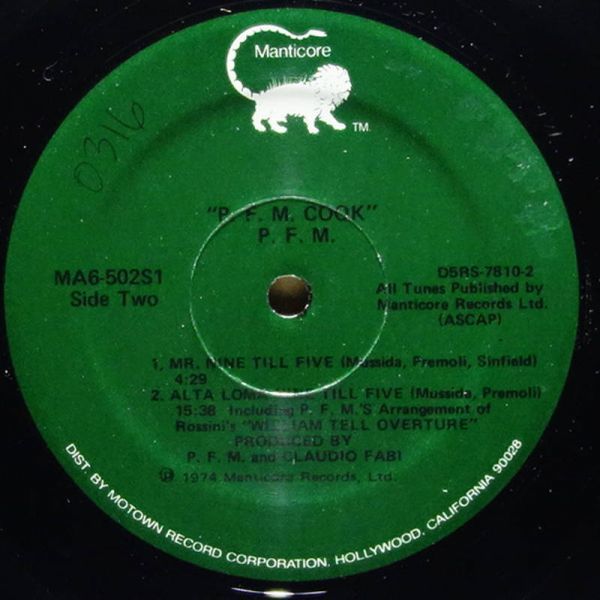 Manticore
TM
0316
"P. F. M. COOK"
P. F. M.
MA6-502S1
Side Two
D5RS-7810-2
All Tunes Published by
Manticore Records Ltd.
(ASCAP)
1. MR. NINE TILL FIVE (Mussida, Premoli, Sinfield)
4:29
2. ALTA LOMA NINE TILL FIVE (Mussida, Premoli)
15:38 Including P. F. M.'S Arrangement of
Rossini's "WILLIAM TELL OVERTURE"
PRODUCED BY
P. F. M. and CLAUDIO FABI
℗ 1974 Manticore Records, Ltd.
DIST. BY MOTOWN RECORD CORPORATION, HOLLYWOOD, CALIFORNIA 90028